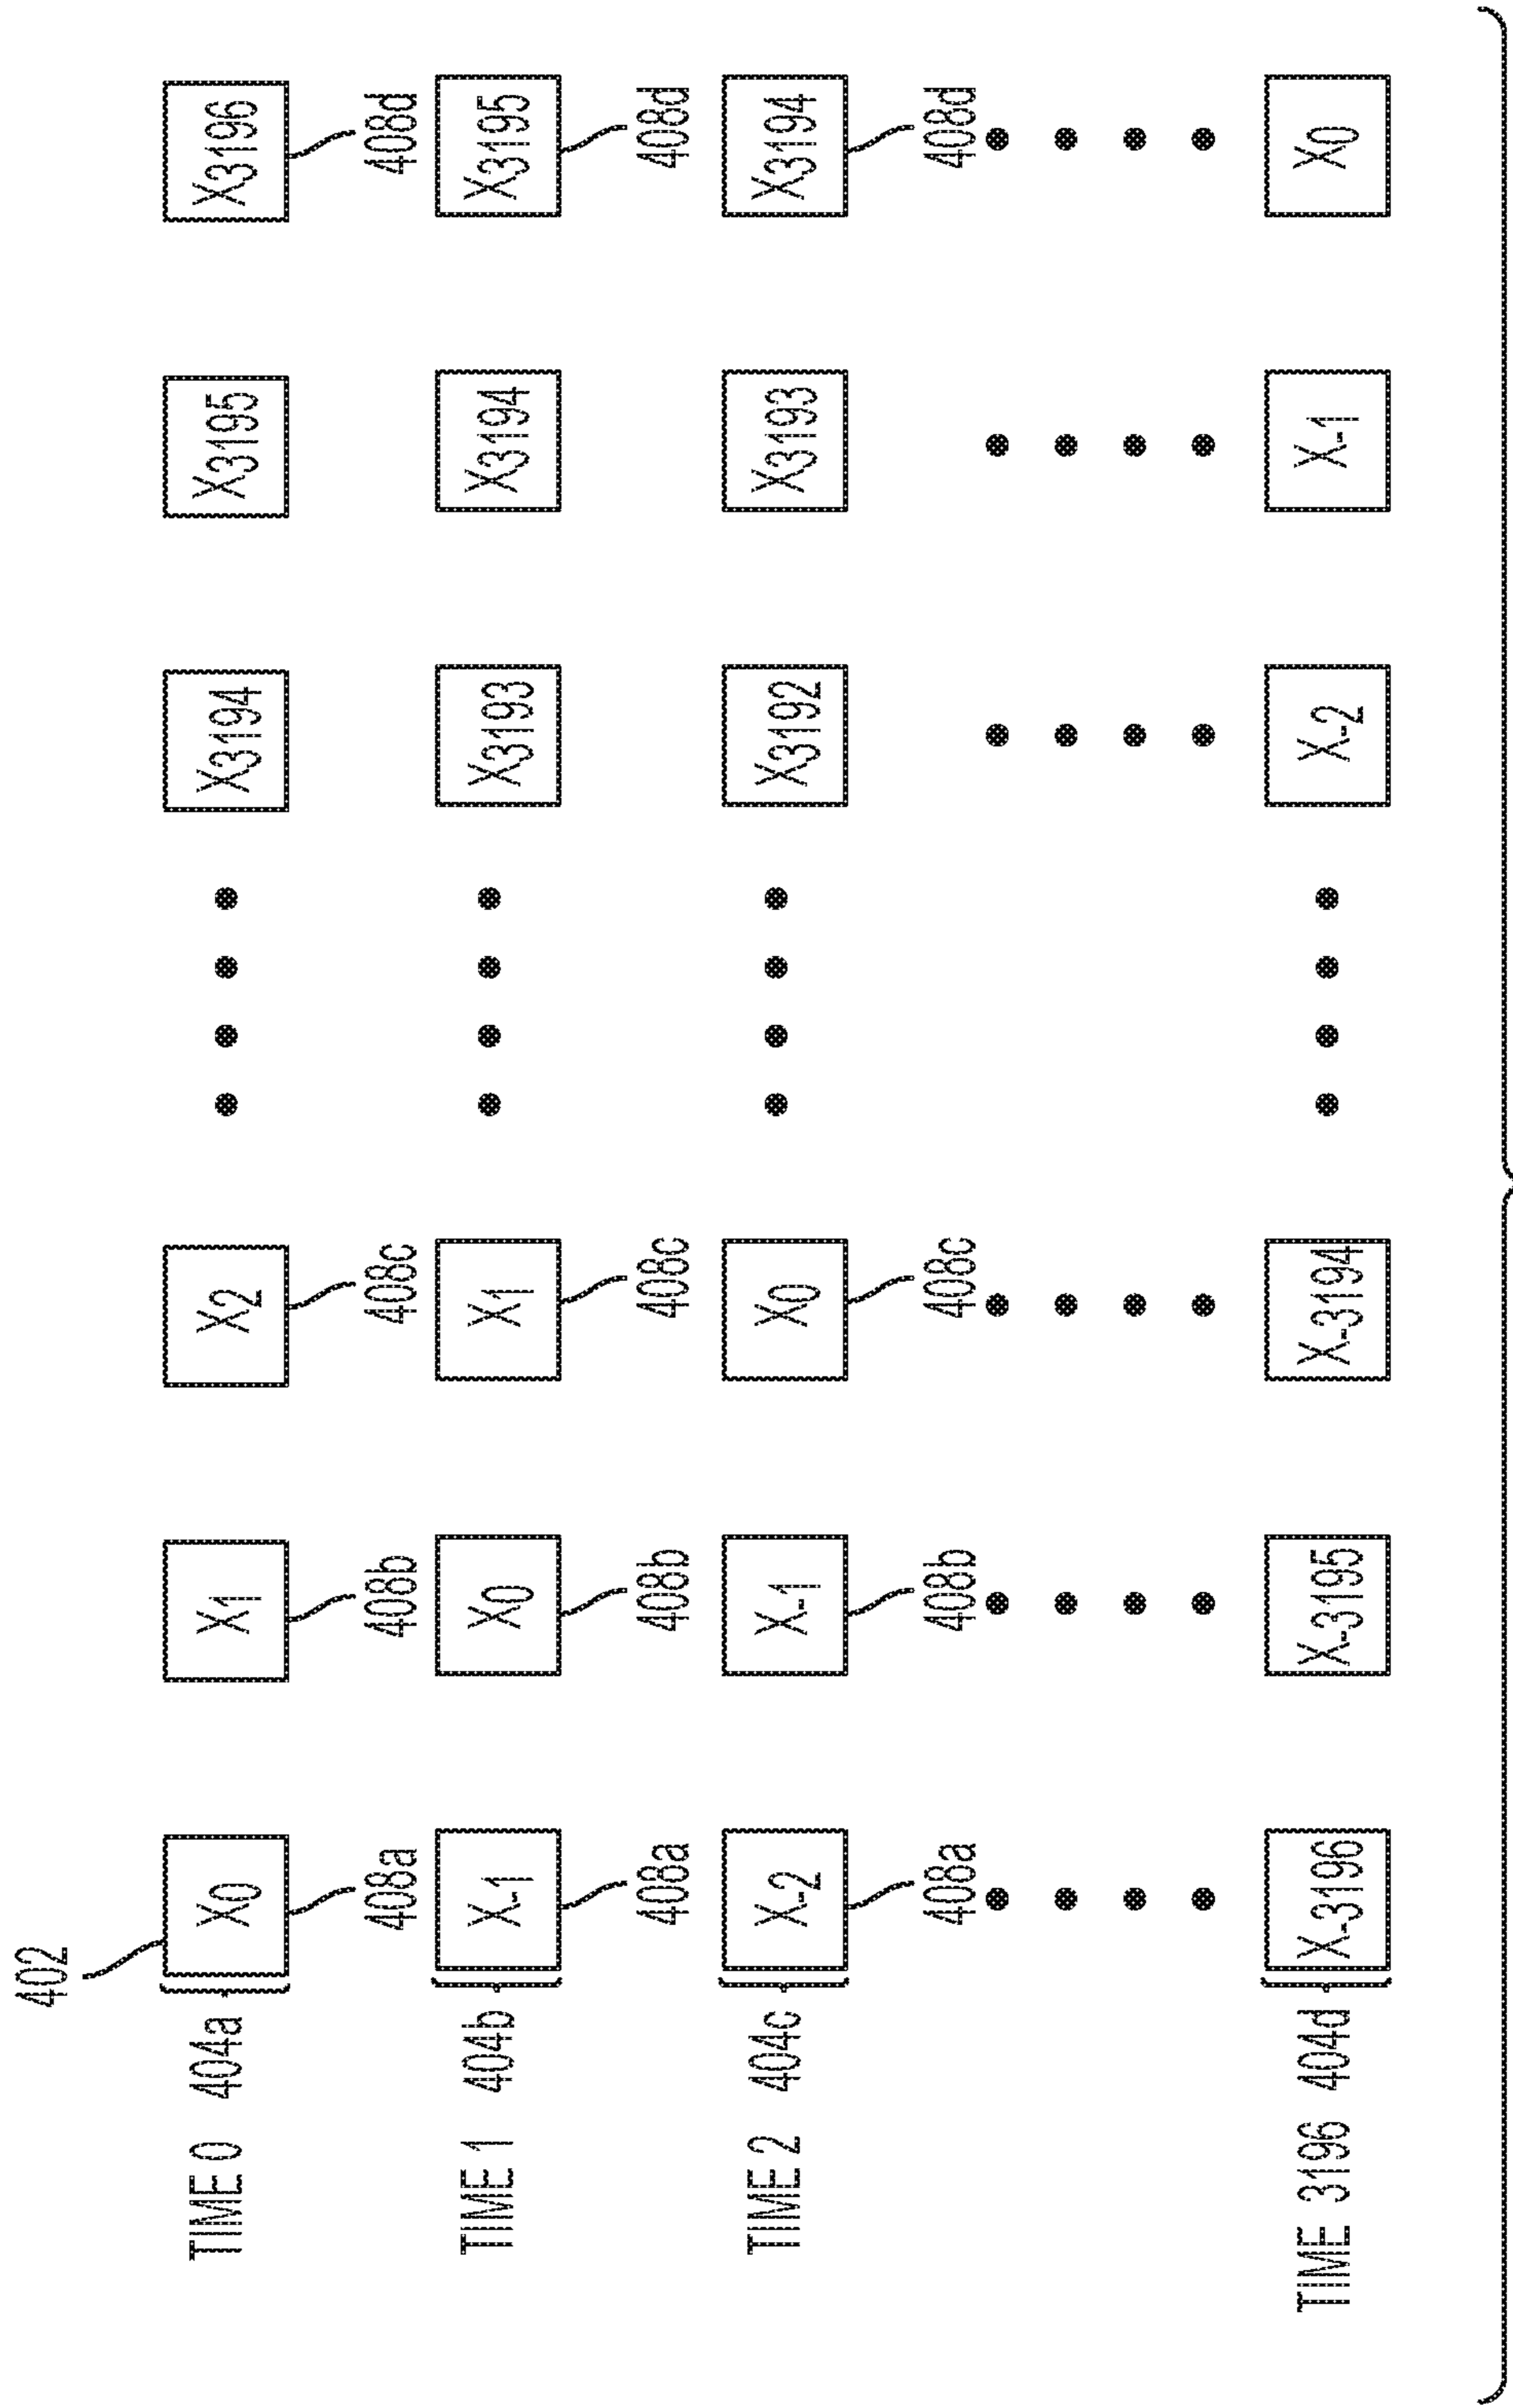 402
TIME 0 404a X0 X1 X2 X3194 X3195 X3196
408a 408b 408c 408d
TIME 1 404b X-1 X0 X1 X3193 X3194 X3195
408a 408b 408c 408d
TIME 2 404c X-2 X-1 X0 X3192 X3193 X3194
408a 408b 408c 408d
TIME 3196 404d X-3196 X-3195 X-3194 X-2 X-1 X0